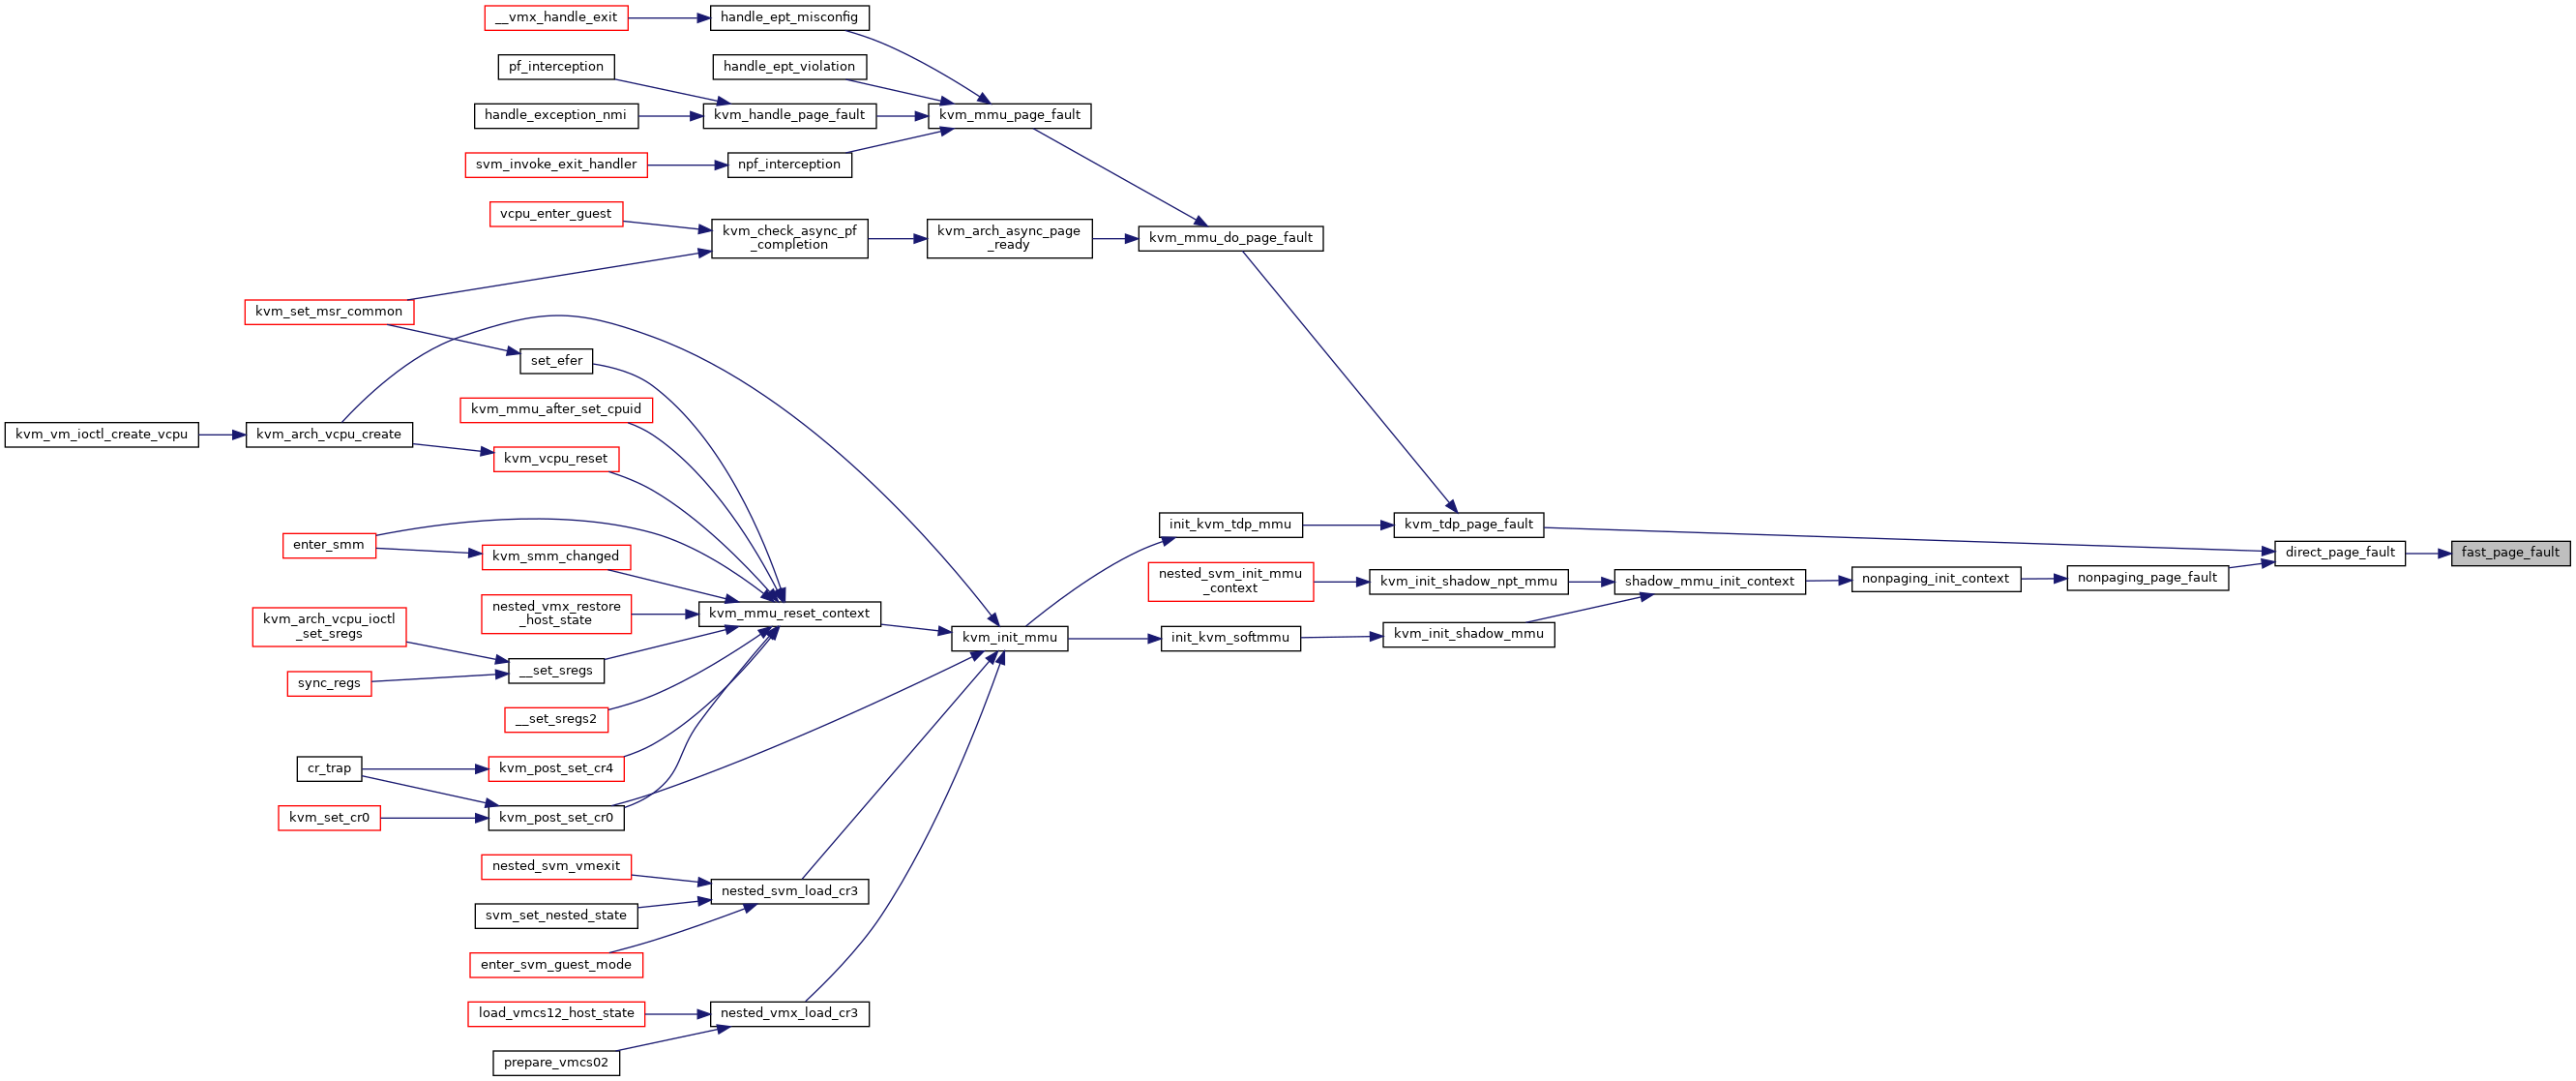 __vmx_handle_exit
handle_ept_misconfig
pf_interception
handle_ept_violation
handle_exception_nmi
kvm_handle_page_fault
kvm_mmu_page_fault
svm_invoke_exit_handler
npf_interception
vcpu_enter_guest
kvm_check_async_pf
_completion
kvm_arch_async_page
_ready
kvm_mmu_do_page_fault
kvm_set_msr_common
set_efer
kvm_mmu_after_set_cpuid
kvm_vm_ioctl_create_vcpu
kvm_arch_vcpu_create
kvm_vcpu_reset
init_kvm_tdp_mmu
kvm_tdp_page_fault
enter_smm
kvm_smm_changed
direct_page_fault
fast_page_fault
nested_svm_init_mmu
_context
kvm_init_shadow_npt_mmu
shadow_mmu_init_context
nonpaging_init_context
nonpaging_page_fault
nested_vmx_restore
_host_state
kvm_mmu_reset_context
kvm_arch_vcpu_ioctl
_set_sregs
kvm_init_mmu
init_kvm_softmmu
kvm_init_shadow_mmu
__set_sregs
sync_regs
__set_sregs2
cr_trap
kvm_post_set_cr4
kvm_set_cr0
kvm_post_set_cr0
nested_svm_vmexit
nested_svm_load_cr3
svm_set_nested_state
enter_svm_guest_mode
load_vmcs12_host_state
nested_vmx_load_cr3
prepare_vmcs02